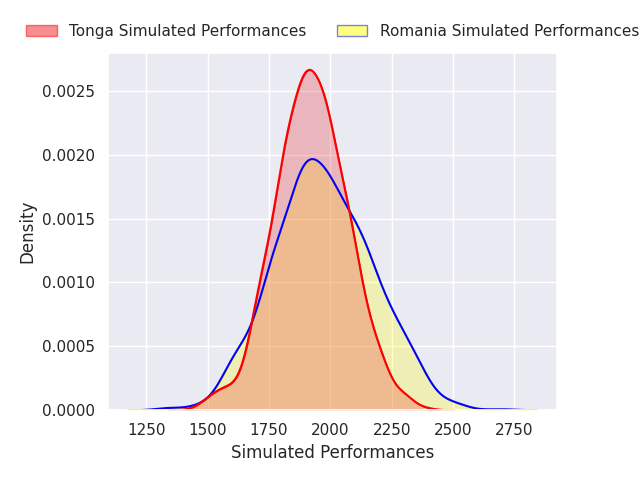 Tonga Simulated Performances
Romania Simulated Performances
0.0025
0.0020
0.0015
0.0010
0.0005
0.0000
Density
1250 1500 1750 2000 2250 2500 2750
Simulated Performances